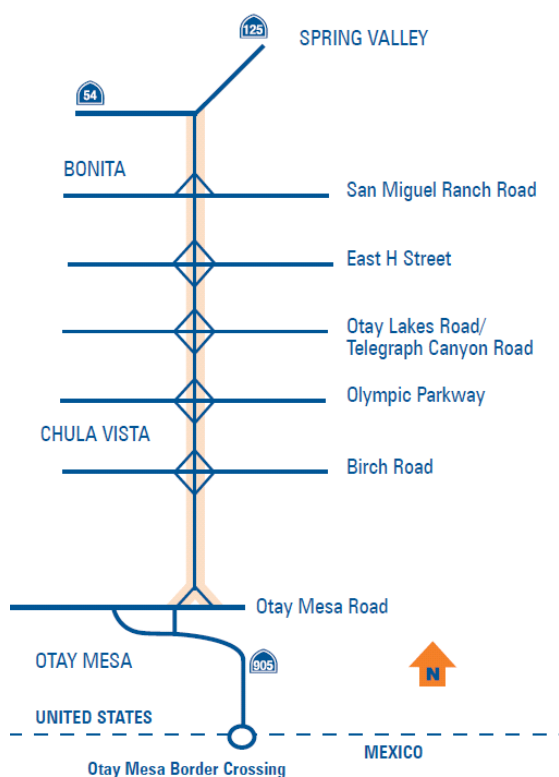 125
SPRING VALLEY
54
BONITA
San Miguel Ranch Road
East H Street
Otay Lakes Road/
Telegraph Canyon Road
Olympic Parkway
CHULA VISTA
Birch Road
Otay Mesa Road
OTAY MESA
905
N
UNITED STATES
MEXICO
Otay Mesa Border Crossing